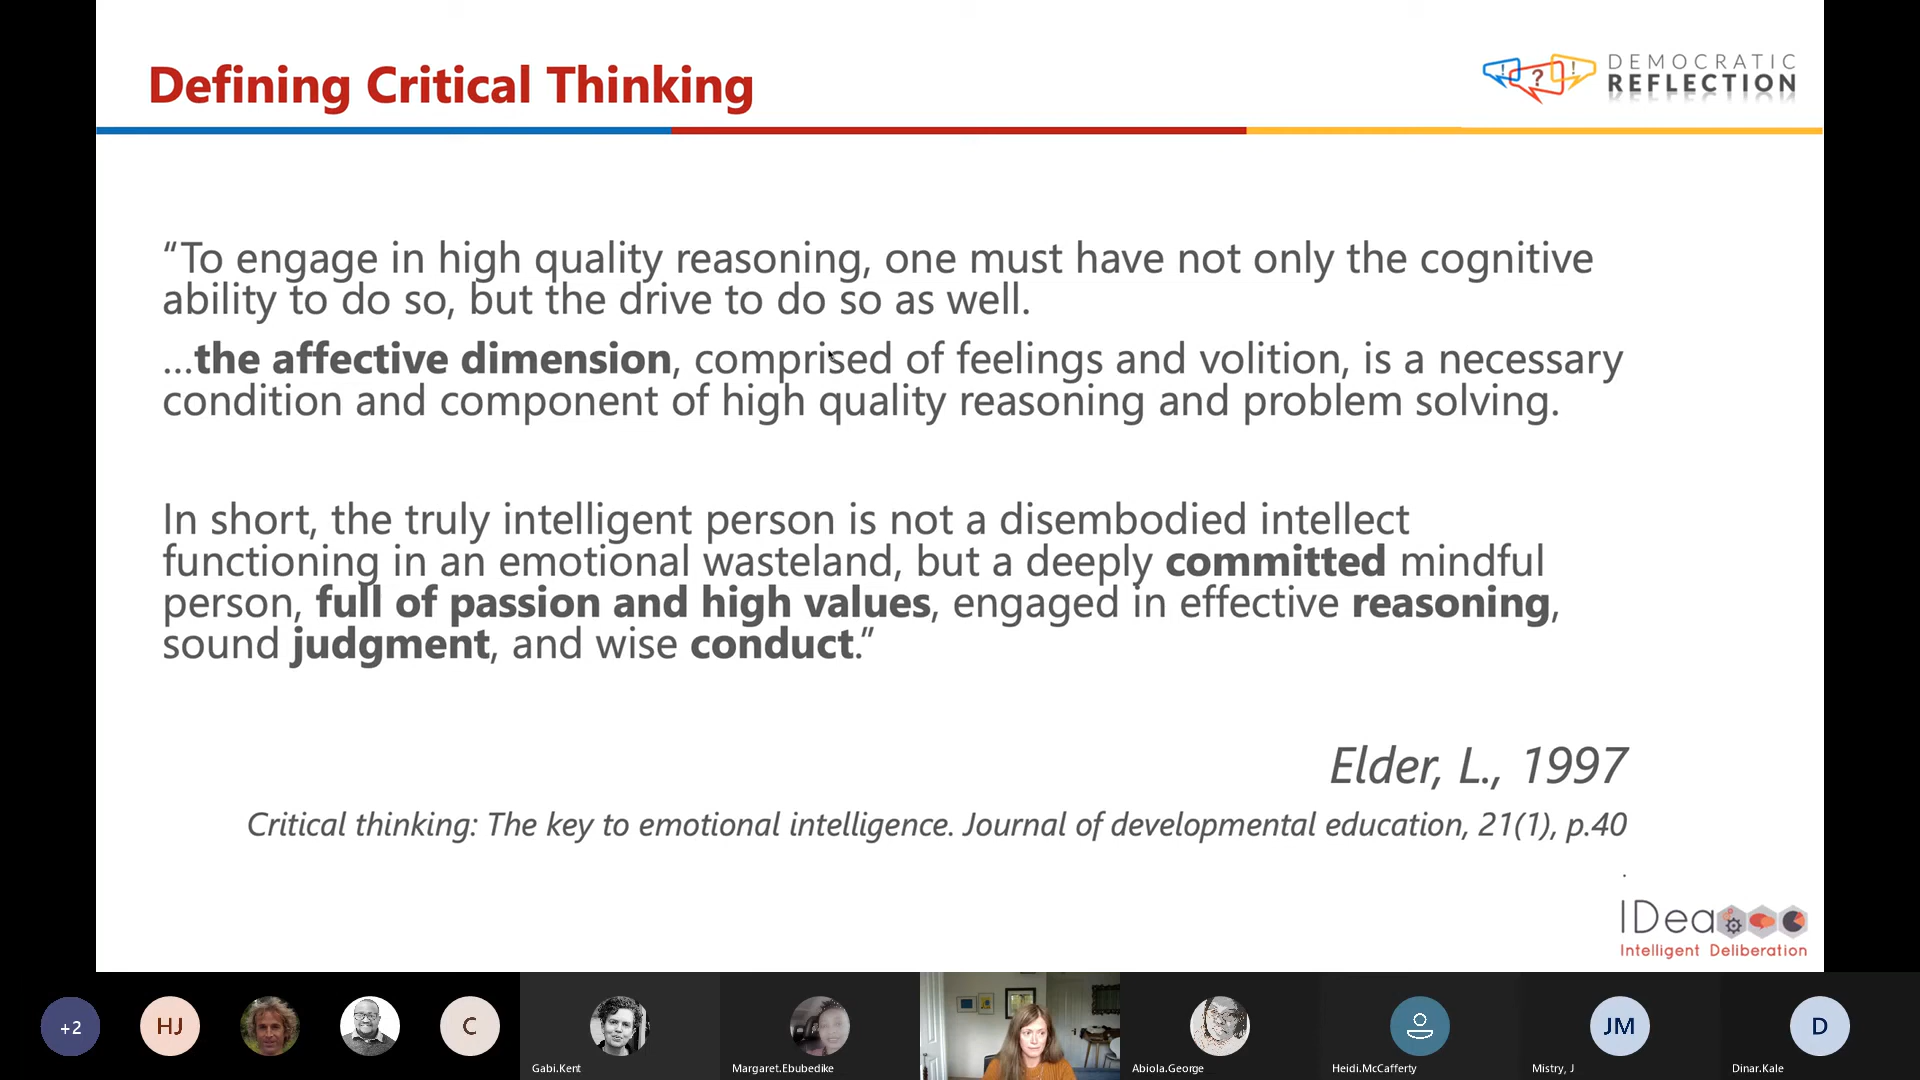 Defining Critical Thinking
! ? !
DEMOCRATIC
REFLECTION
“To engage in high quality reasoning, one must have not only the cognitive
ability to do so, but the drive to do so as well.
...the affective dimension, comprised of feelings and volition, is a necessary
condition and component of high quality reasoning and problem solving.
In short, the truly intelligent person is not a disembodied intellect
functioning in an emotional wasteland, but a deeply committed mindful
person, full of passion and high values, engaged in effective reasoning,
sound judgment, and wise conduct.”
Elder, L., 1997
Critical thinking: The key to emotional intelligence. Journal of developmental education, 21(1), p.40
.
IDea
Intelligent Deliberation
+2
HJ
C
Gabi.Kent
Margaret.Ebubedike
Abiola.George
Heidi.McCafferty
JM
Mistry, J
D
Dinar.Kale